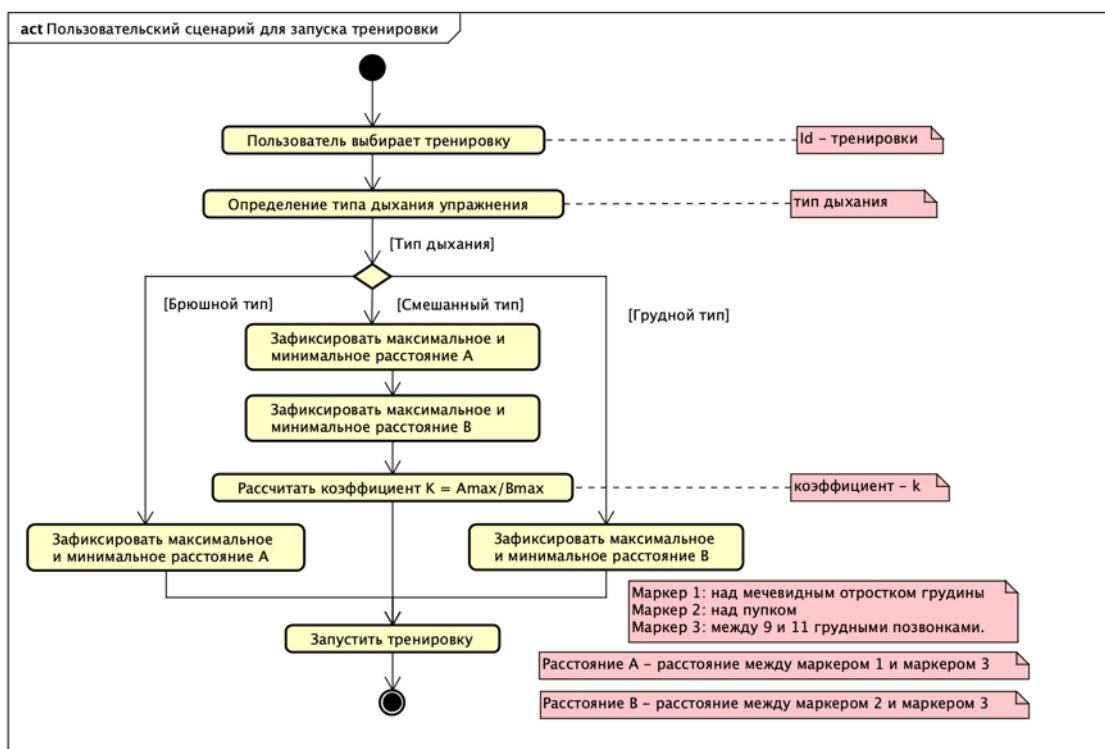 act Пользовательский сценарий для запуска тренировки
Пользователь выбирает тренировку
Id – тренировки
Определение типа дыхания упражнения
тип дыхания
[Тип дыхания]
[Брюшной тип]
[Смешанный тип]
[Грудной тип]
Зафиксировать максимальное и
минимальное расстояние А
Зафиксировать максимальное и
минимальное расстояние В
Рассчитать коэффициент K = Amax/Bmax
коэффициент – k
Зафиксировать максимальное
и минимальное расстояние А
Зафиксировать максимальное
и минимальное расстояние В
Маркер 1: над мечевидным отростком грудины
Маркер 2: над пупком
Маркер 3: между 9 и 11 грудными позвонками.
Запустить тренировку
Расстояние А – расстояние между маркером 1 и маркером 3
Расстояние В – расстояние между маркером 2 и маркером 3